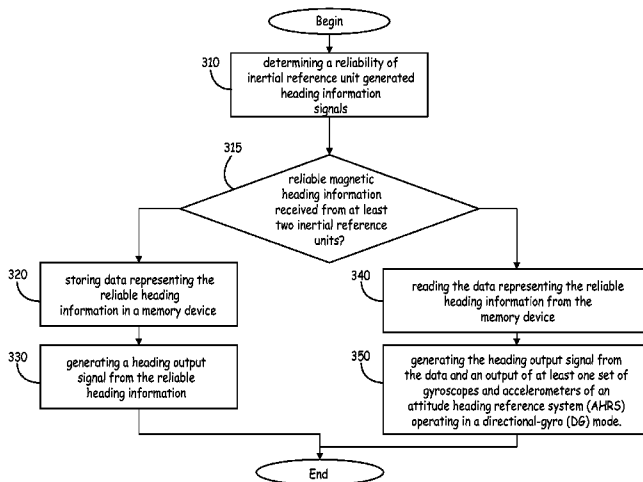 Begin
310
determining a reliability of
inertial reference unit generated
heading information
signals
315
reliable magnetic
heading information
received from at least
two inertial reference
units?
320
storing data representing the
reliable heading
information in a memory device
330
generating a heading output
signal from the reliable
heading information
340
reading the data representing the reliable
heading information from the
memory device
350
generating the heading output signal from
the data and an output of at least one set of
gyroscopes and accelerometers of an
attitude heading reference system (AHRS)
operating in a directional-gyro (DG) mode.
End